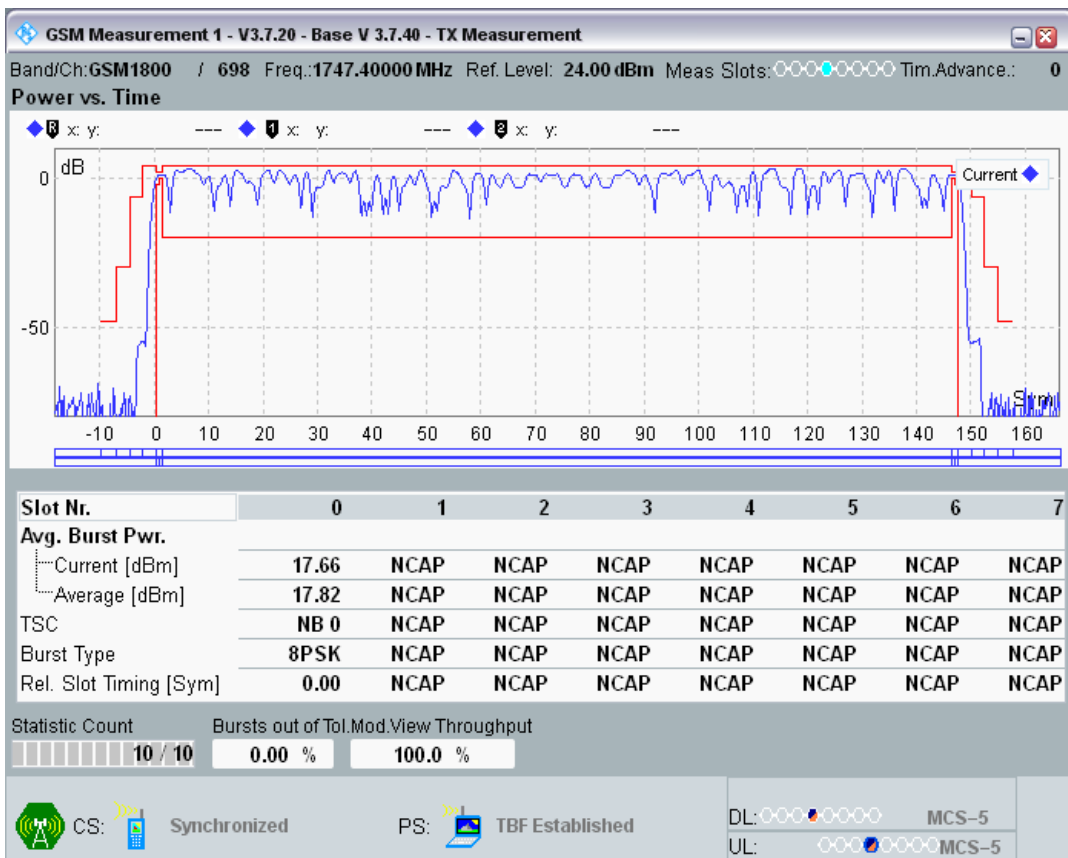 GSM Measurement 1 - V3.7.20 - Base V 3.7.40 - TX Measurement
Band/Ch:GSM1800 / 698 Freq.:1747.40000 MHz Ref. Level: 24.00 dBm Meas Slots: Tim.Advance.: 0
Power vs. Time
R x: y: --- 1 x: y: --- 2 x: y: ---
dB
Current
0
-50
Sym
-10 0 10 20 30 40 50 60 70 80 90 100 110 120 130 140 150 160
Slot Nr. 0 1 2 3 4 5 6 7
Avg. Burst Pwr.
Current [dBm] 17.66 NCAP NCAP NCAP NCAP NCAP NCAP NCAP
Average [dBm] 17.82 NCAP NCAP NCAP NCAP NCAP NCAP NCAP
TSC NB 0 NCAP NCAP NCAP NCAP NCAP NCAP NCAP
Burst Type 8PSK NCAP NCAP NCAP NCAP NCAP NCAP NCAP
Rel. Slot Timing [Sym] 0.00 NCAP NCAP NCAP NCAP NCAP NCAP NCAP
Statistic Count Bursts out of Tol.Mod.View Throughput
10 / 10 0.00 % 100.0 %
CS: Synchronized PS: TBF Established
DL: MCS-5
UL: MCS-5